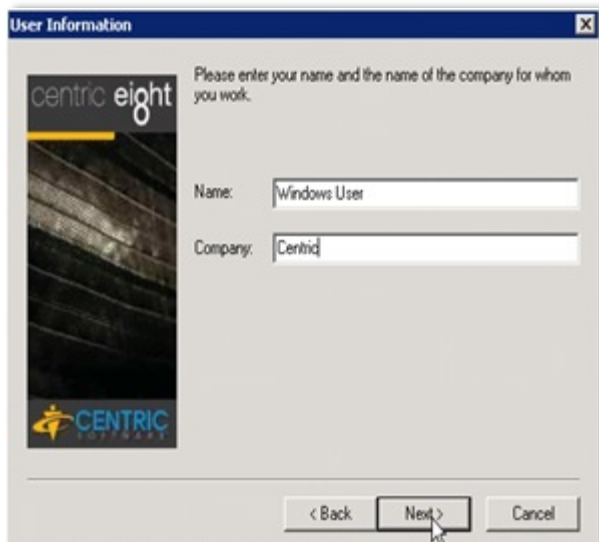 User Information
centric eight
Please enter your name and the name of the company for whom
you work.
Name:
Windows User
Company:
Centric
CENTRIC
SOFTWARE
< Back
Next >
Cancel